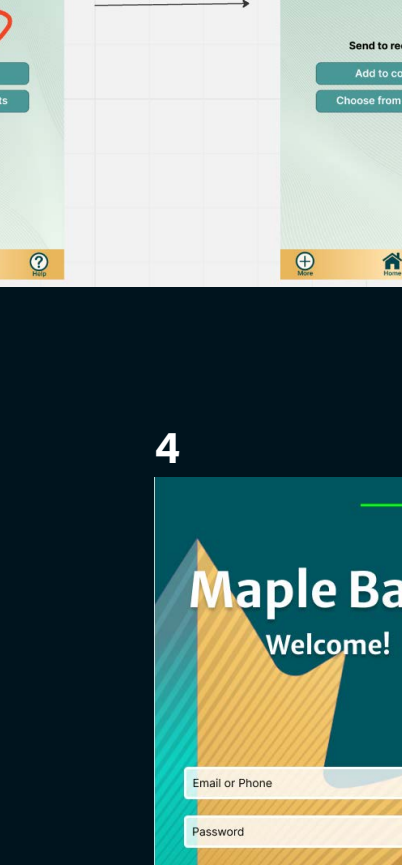 Send to re
Add to co
ts
Choose from
Help
More
Home
4
Maple Ba
Welcome!
Email or Phone
Password